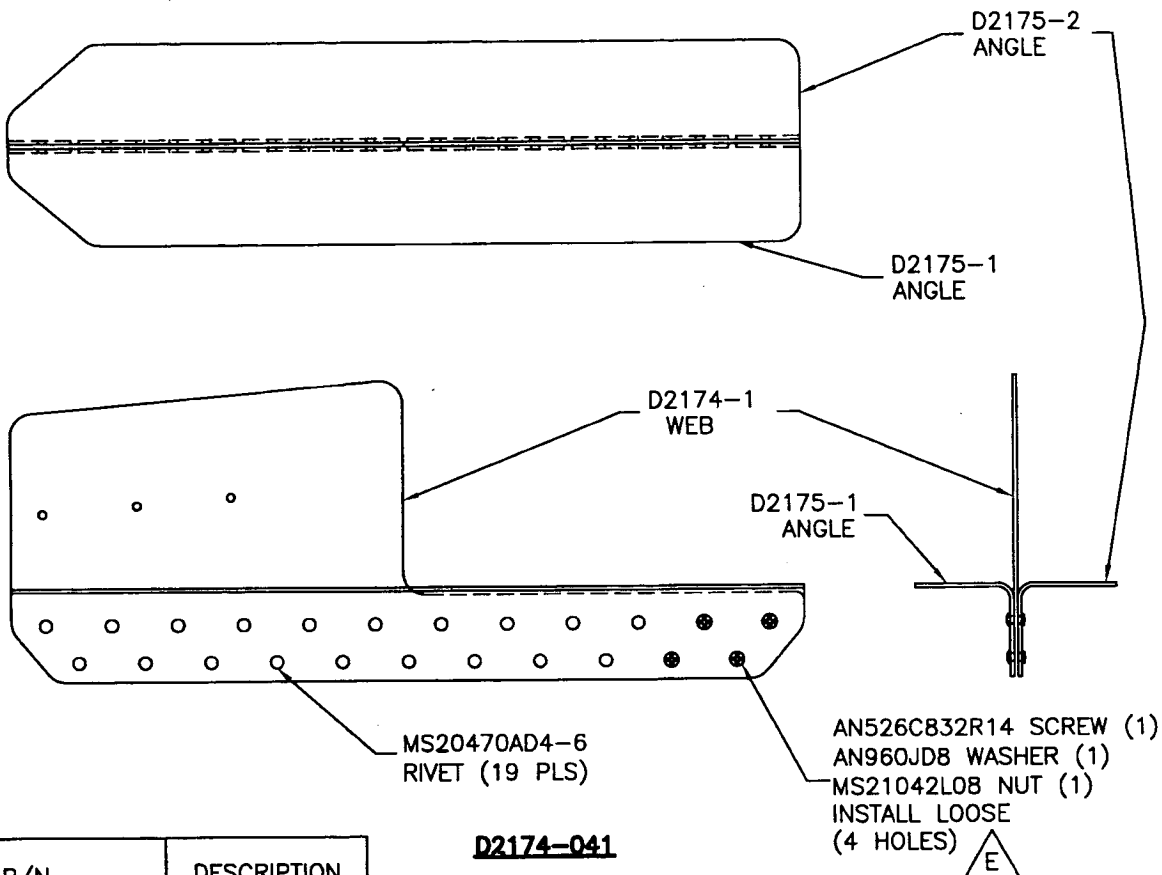 D2175-2
ANGLE
D2175-1
ANGLE
D2174-1
WEB
D2175-1
ANGLE
MS20470AD4-6
RIVET (19 PLS)
AN526C832R14 SCREW (1)
AN960JD8 WASHER (1)
MS21042L08 NUT (1)
INSTALL LOOSE
(4 HOLES)
E
D2174-041
DESCRIPTION